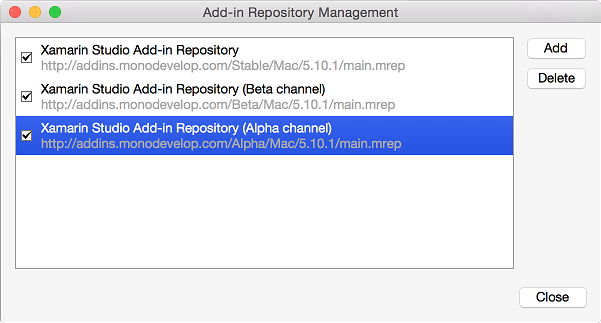 Add-in Repository Management
Xamarin Studio Add-in Repository
http://addins.monodevelop.com/Stable/Mac/5.10.1/main.mrep
Xamarin Studio Add-in Repository (Beta channel)
http://addins.monodevelop.com/Beta/Mac/5.10.1/main.mrep
Xamarin Studio Add-in Repository (Alpha channel)
http://addins.monodevelop.com/Alpha/Mac/5.10.1/main.mrep
Add
Delete
Close